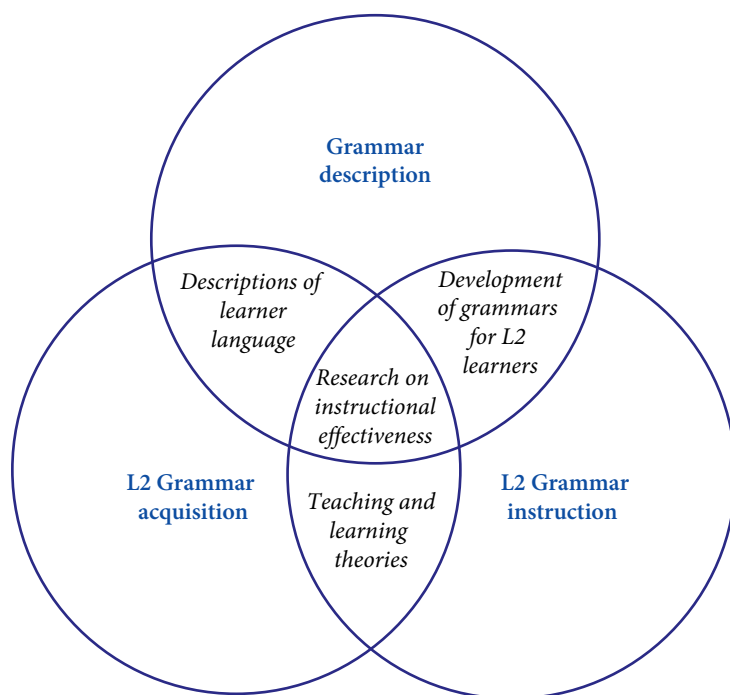 Grammar
description
Descriptions of
learner
language
Development
of grammars
for L2
learners
Research on
instructional
effectiveness
L2 Grammar
acquisition
L2 Grammar
instruction
Teaching and
learning
theories